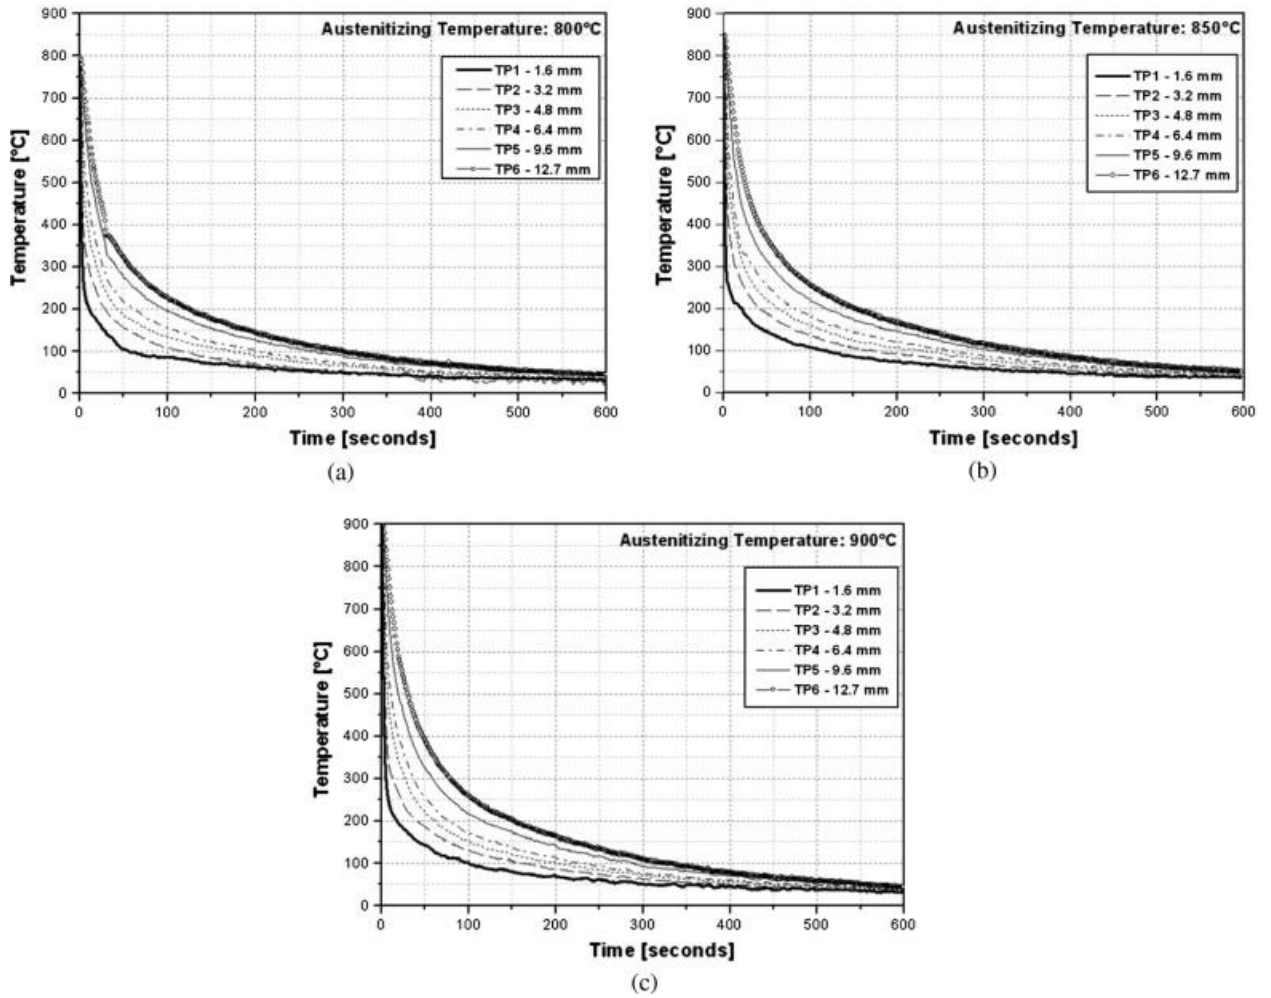 Austenitizing Temperature: 800°C
TP1 - 1.6 mm
TP2 - 3.2 mm
TP3 - 4.8 mm
TP4 - 6.4 mm
TP5 - 9.6 mm
TP6 - 12.7 mm
900
800
700
600
500
400
300
200
100
0
Temperature [°C]
0 100 200 300 400 500 600
Time [seconds]
(a)
Austenitizing Temperature: 850°C
TP1 - 1.6 mm
TP2 - 3.2 mm
TP3 - 4.8 mm
TP4 - 6.4 mm
TP5 - 9.6 mm
TP6 - 12.7 mm
900
800
700
600
500
400
300
200
100
0
Temperature [°C]
0 100 200 300 400 500 600
Time [seconds]
(b)
Austenitizing Temperature: 900°C
TP1 - 1.6 mm
TP2 - 3.2 mm
TP3 - 4.8 mm
TP4 - 6.4 mm
TP5 - 9.6 mm
TP6 - 12.7 mm
900
800
700
600
500
400
300
200
100
0
Temperature [°C]
0 100 200 300 400 500 600
Time [seconds]
(c)